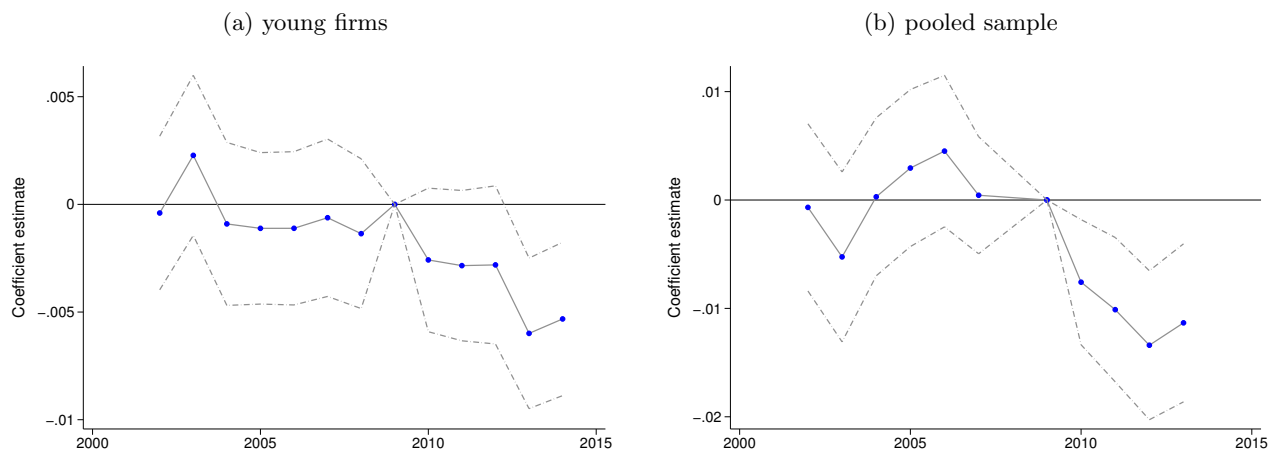 (a) young firms
.005
0
−.005
−.01
Coefficient estimate
2000 2005 2010 2015
(b) pooled sample
.01
0
−.01
−.02
Coefficient estimate
2000 2005 2010 2015